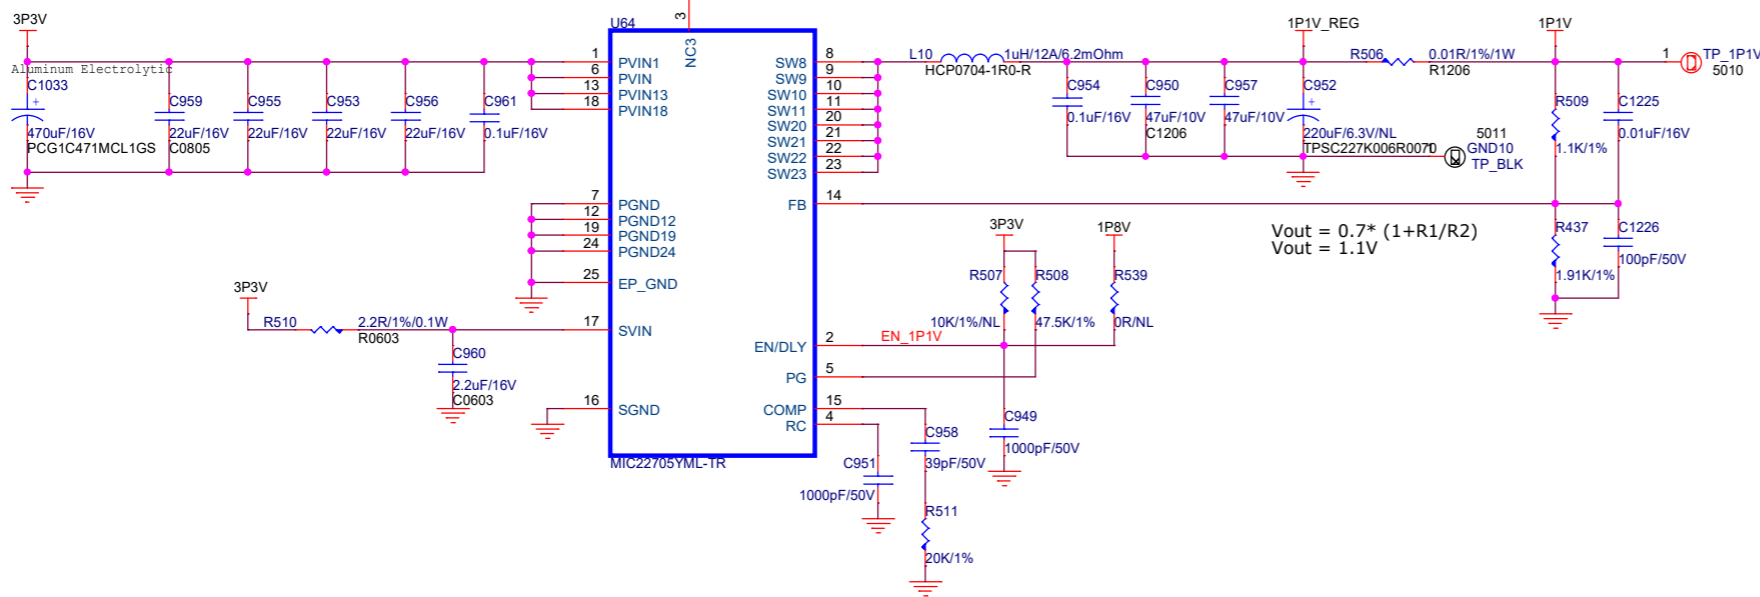 3P3V
Aluminum Electrolytic
C1033
+
470uF/16V
PCG1C471MCL1GS
C959
22uF/16V
C0805
C955
22uF/16V
C953
22uF/16V
C956
22uF/16V
C961
0.1uF/16V
U64
3
NC3
1 PVIN1
6 PVIN
13 PVIN13
18 PVIN18
7 PGND
12 PGND12
19 PGND19
24 PGND24
25 EP_GND
17 SVIN
16 SGND
SW8 8
SW9 9
SW10 10
SW11 11
SW20 20
SW21 21
SW22 22
SW23 23
FB 14
EN/DLY 2
PG 5
COMP 15
RC 4
MIC22705YML-TR
3P3V
R510
2.2R/1%/0.1W
R0603
C960
2.2uF/16V
C0603
L10
1uH/12A/6.2mOhm
HCP0704-1R0-R
C954
0.1uF/16V
C950
47uF/10V
C1206
C957
47uF/10V
1P1V_REG
C952
+
220uF/6.3V/NL
TPSC227K006R0070
R506
0.01R/1%/1W
R1206
1P1V
1
TP_1P1V
5010
1
5011
GND10
TP_BLK
R509
1.1K/1%
C1225
0.01uF/16V
R437
1.91K/1%
C1226
100pF/50V
Vout = 0.7* (1+R1/R2)
Vout = 1.1V
3P3V
R507
10K/1%/NL
R508
47.5K/1%
1P8V
R539
0R/NL
EN_1P1V
C949
1000pF/50V
C958
39pF/50V
C951
1000pF/50V
R511
20K/1%